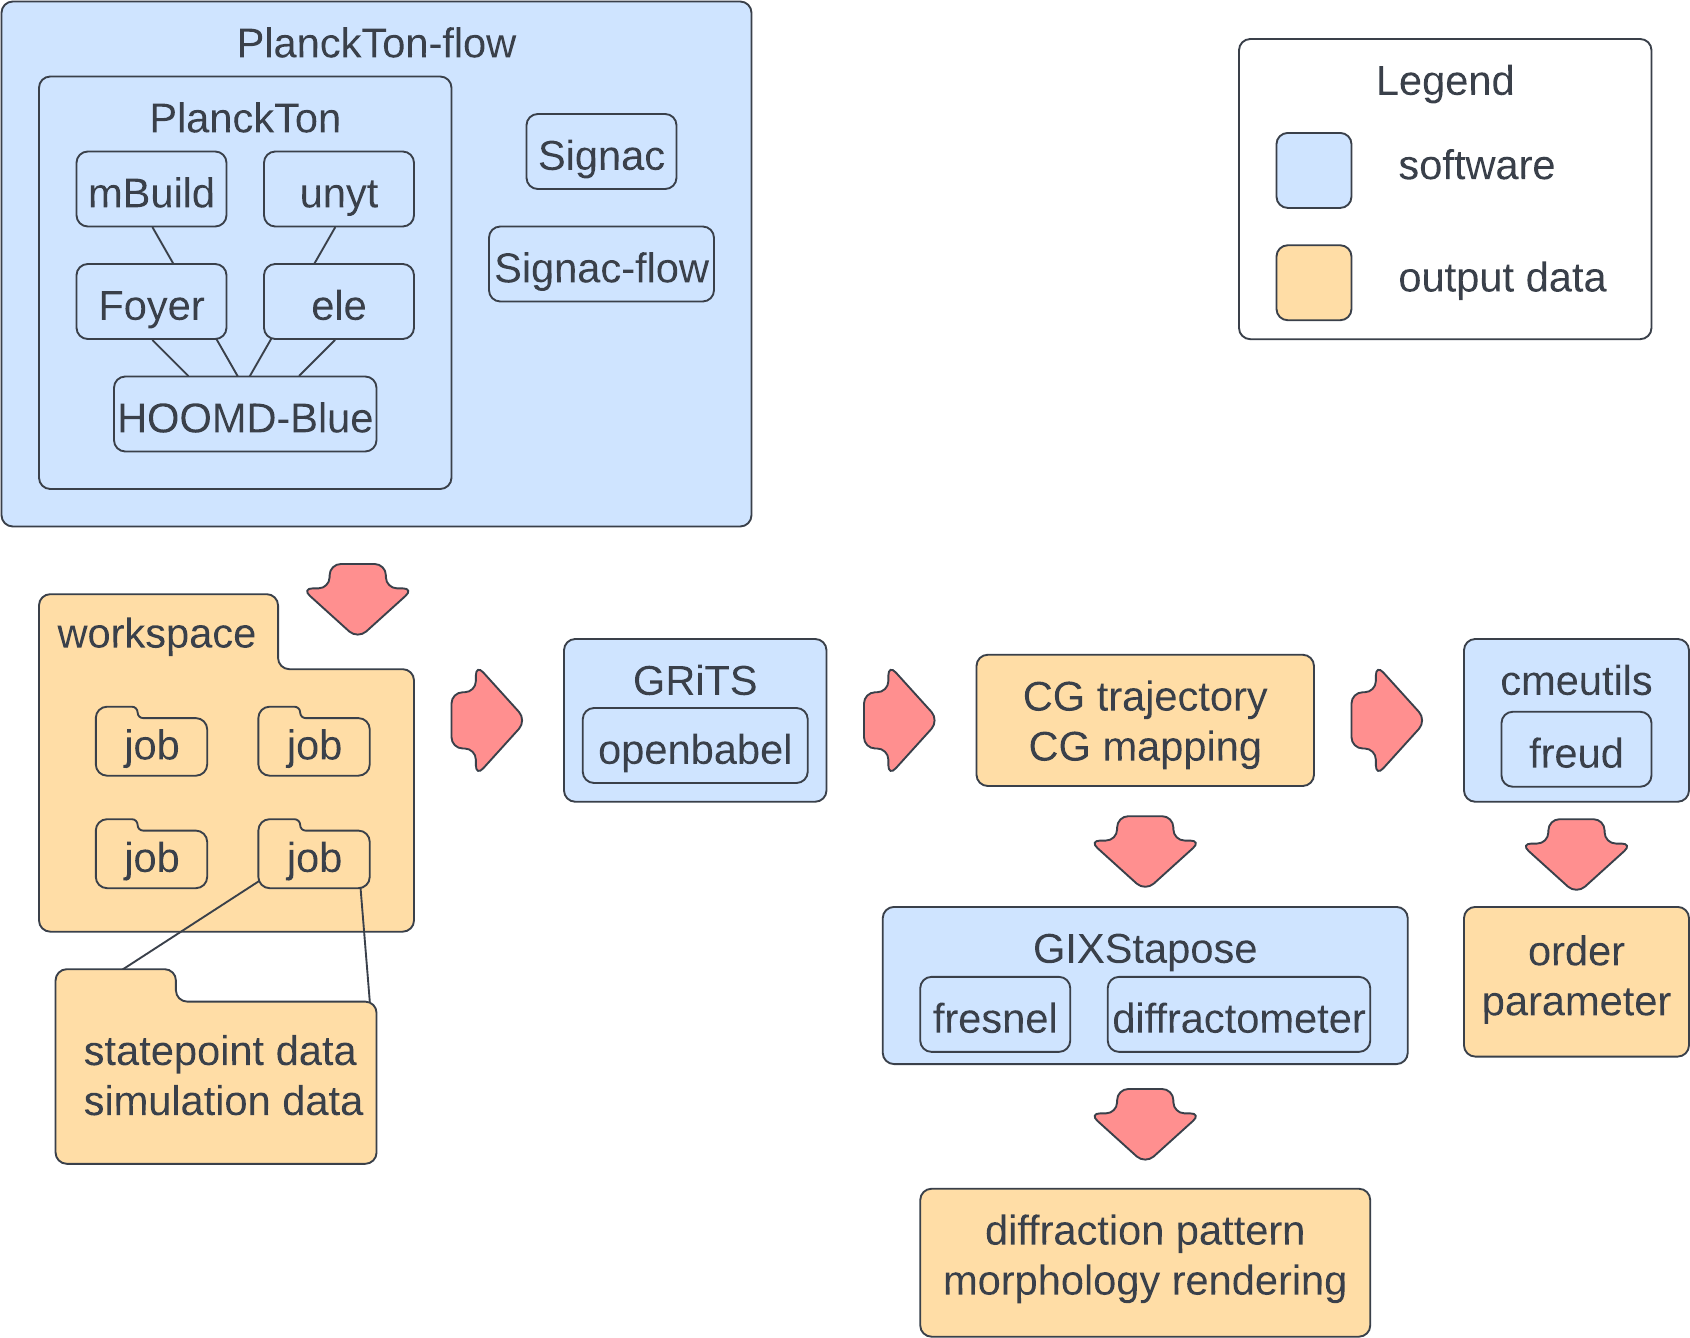 PlanckTon-flow
PlanckTon
mBuild
unyt
Foyer
ele
HOOMD-Blue
Signac
Signac-flow
Legend
software
output data
workspace
job
job
job
job
statepoint data
simulation data
GRiTS
openbabel
CG trajectory
CG mapping
cmeutils
freud
GIXStapose
fresnel
diffractometer
order
parameter
diffraction pattern
morphology rendering